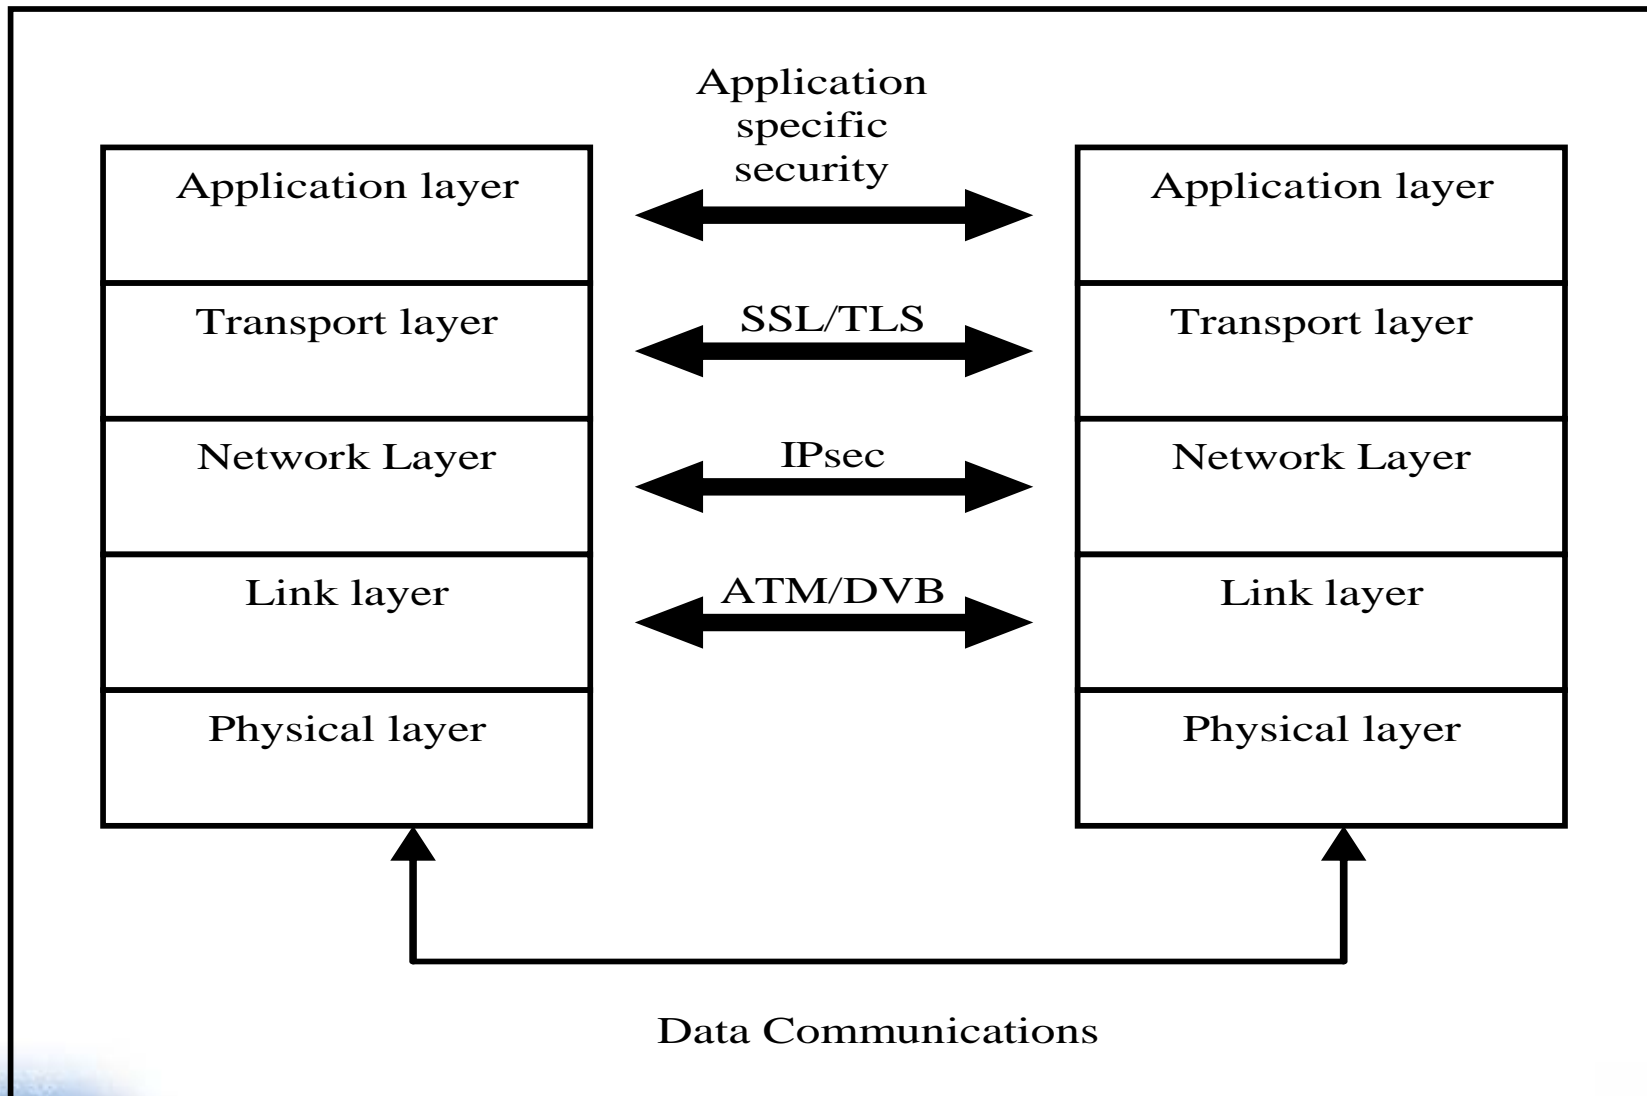 Application
specific
security
Application layer
Application layer
Transport layer
SSL/TLS
Transport layer
Network Layer
IPsec
Network Layer
Link layer
ATM/DVB
Link layer
Physical layer
Physical layer
Data Communications